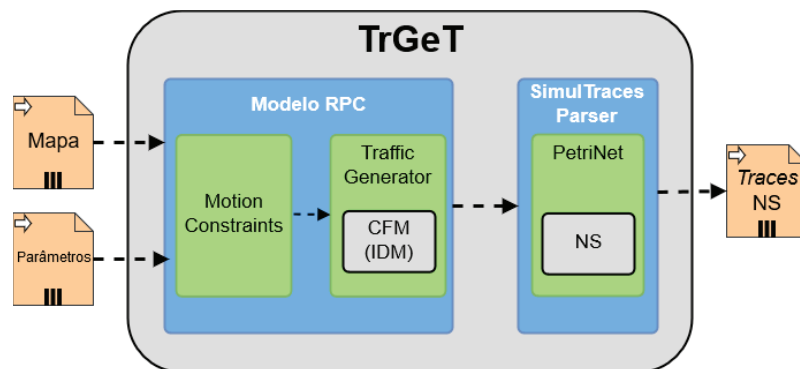 TrGeT
Mapa
Parâmetros
Modelo RPC
Motion
Constraints
Traffic
Generator
CFM
(IDM)
SimulTraces
Parser
PetriNet
NS
Traces
NS